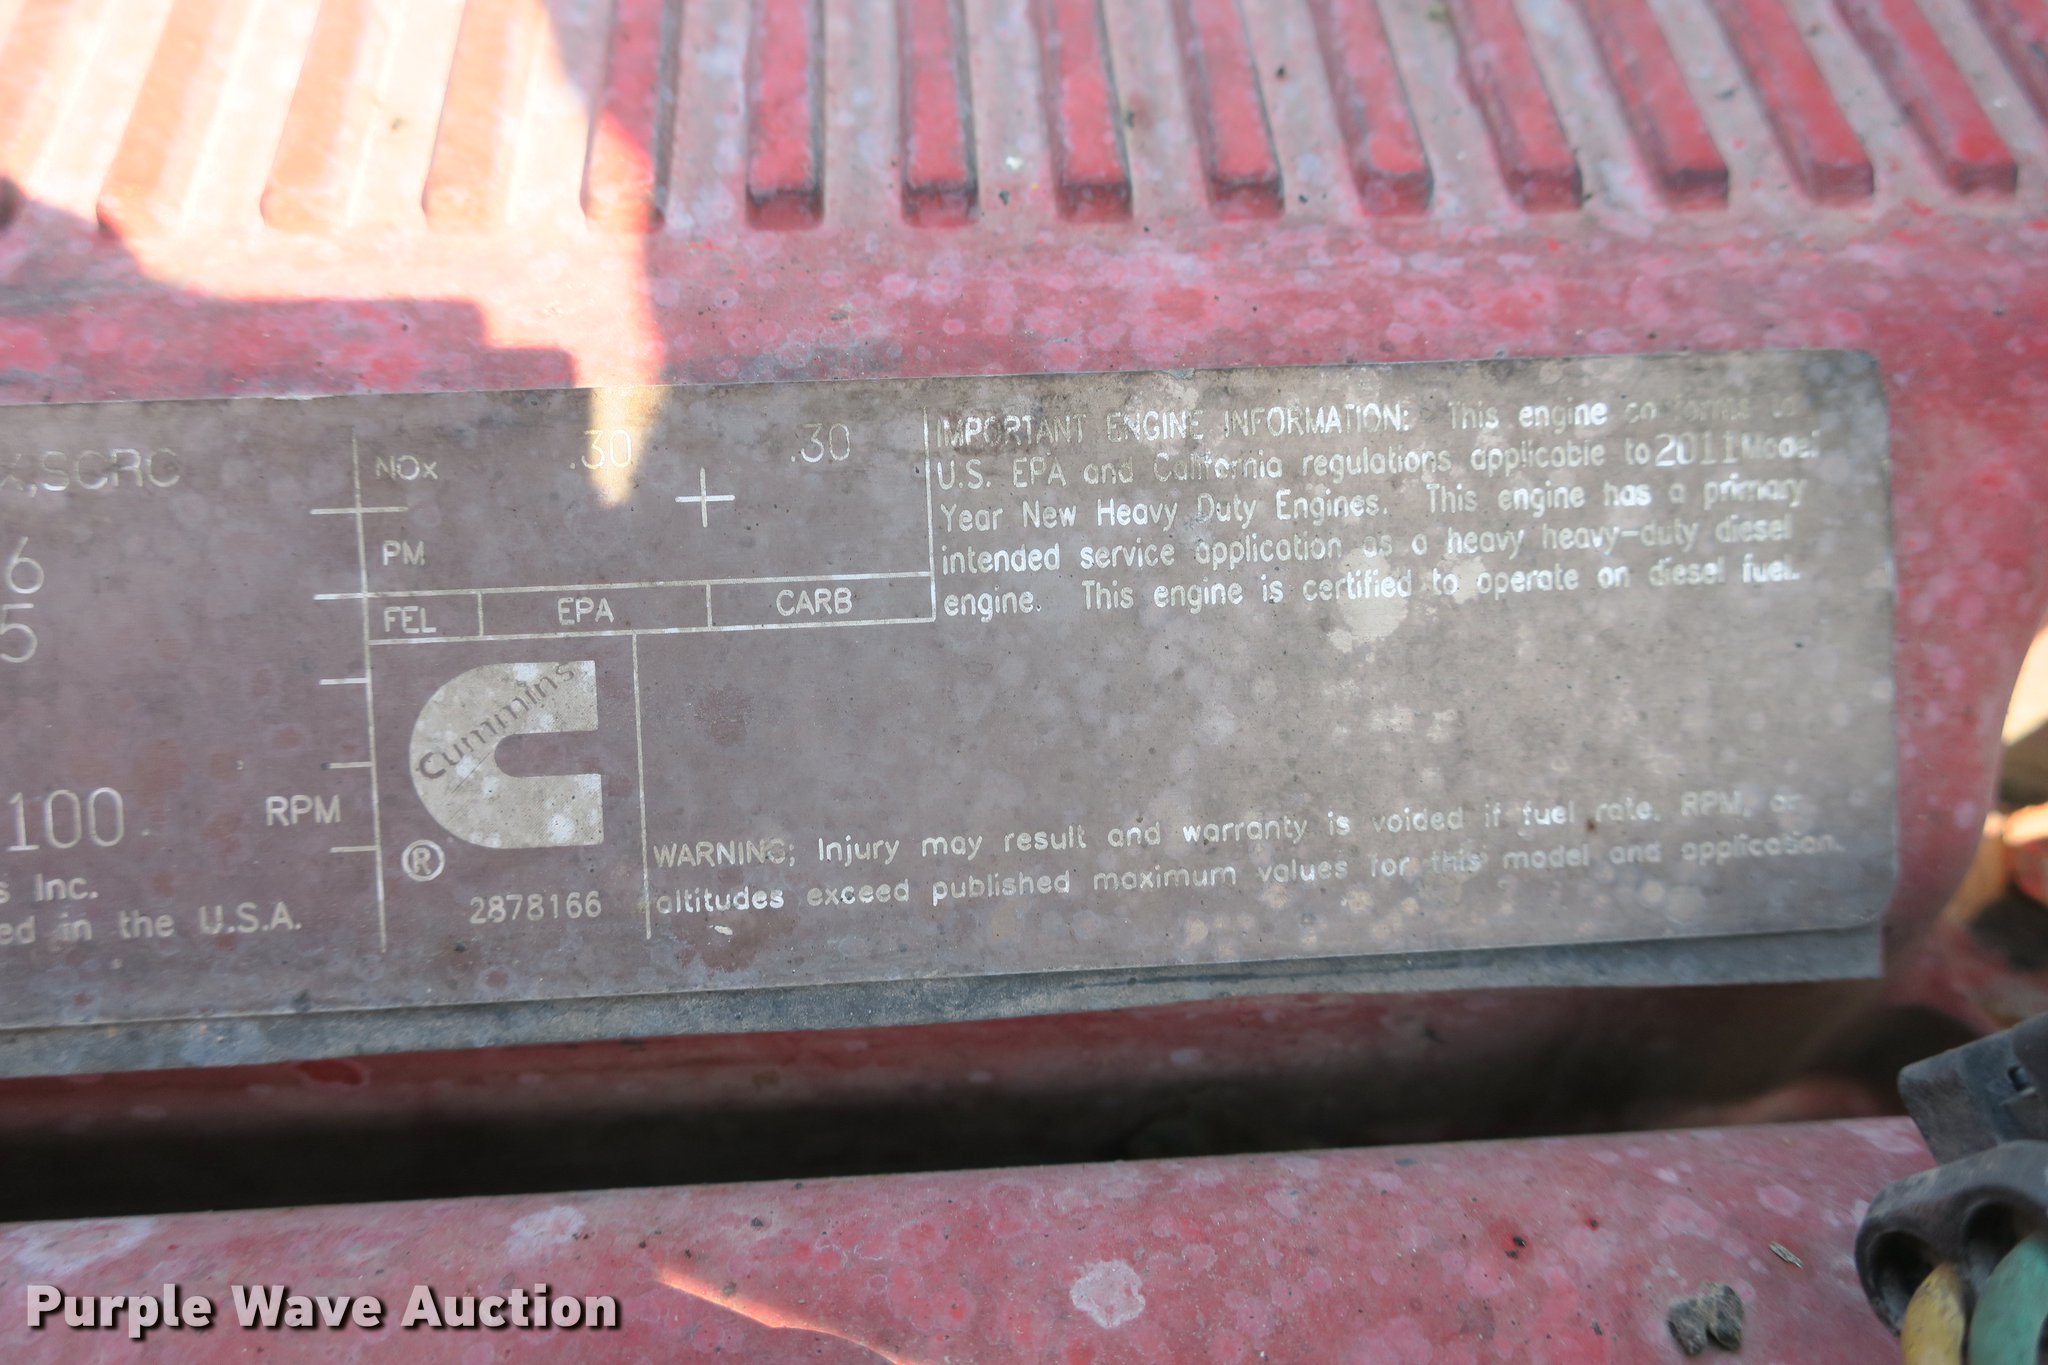 ,SCRC
6
5
100 RPM
s Inc.
ed in the U.S.A.
NOx .30 .30
PM
FEL EPA CARB
Cummins
®
2878166
IMPORTANT ENGINE INFORMATION: This engine conforms to
U.S. EPA and California regulations applicable to 2011 Model
Year New Heavy Duty Engines. This engine has a primary
intended service application as a heavy heavy-duty diesel
engine. This engine is certified to operate on diesel fuel.
WARNING; Injury may result and warranty is voided if fuel rate, RPM, or
altitudes exceed published maximum values for this model and application.
Purple Wave Auction